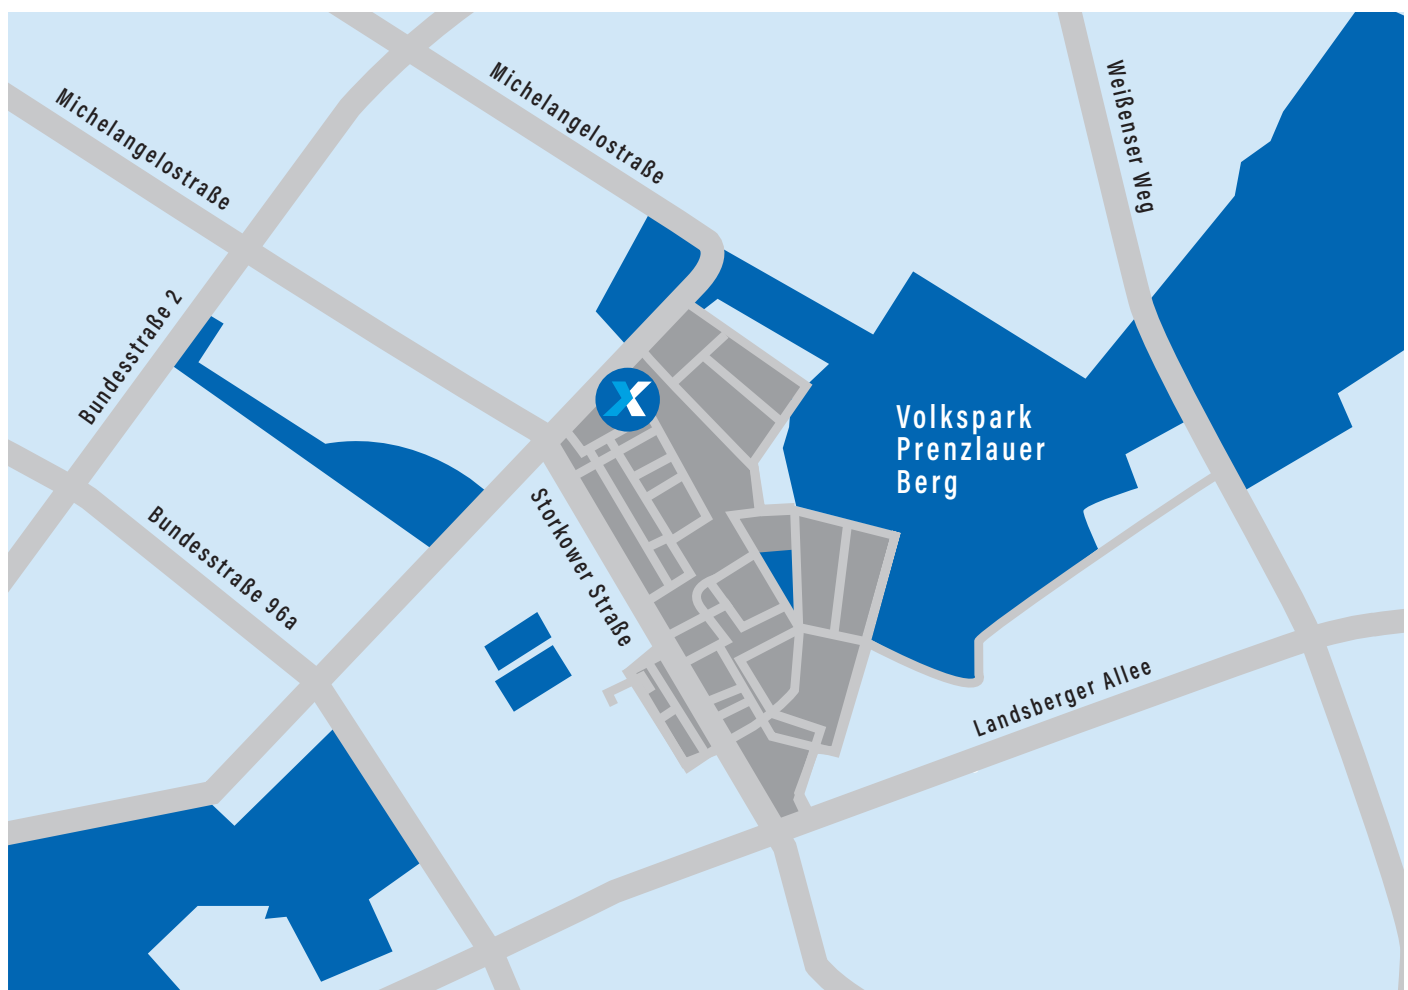 Michelangelostraße
Michelangelostraße
Weißenser Weg
Bundesstraße 2
Volkspark
Prenzlauer
Berg
Storkower Straße
Bundesstraße 96a
Landsberger Allee